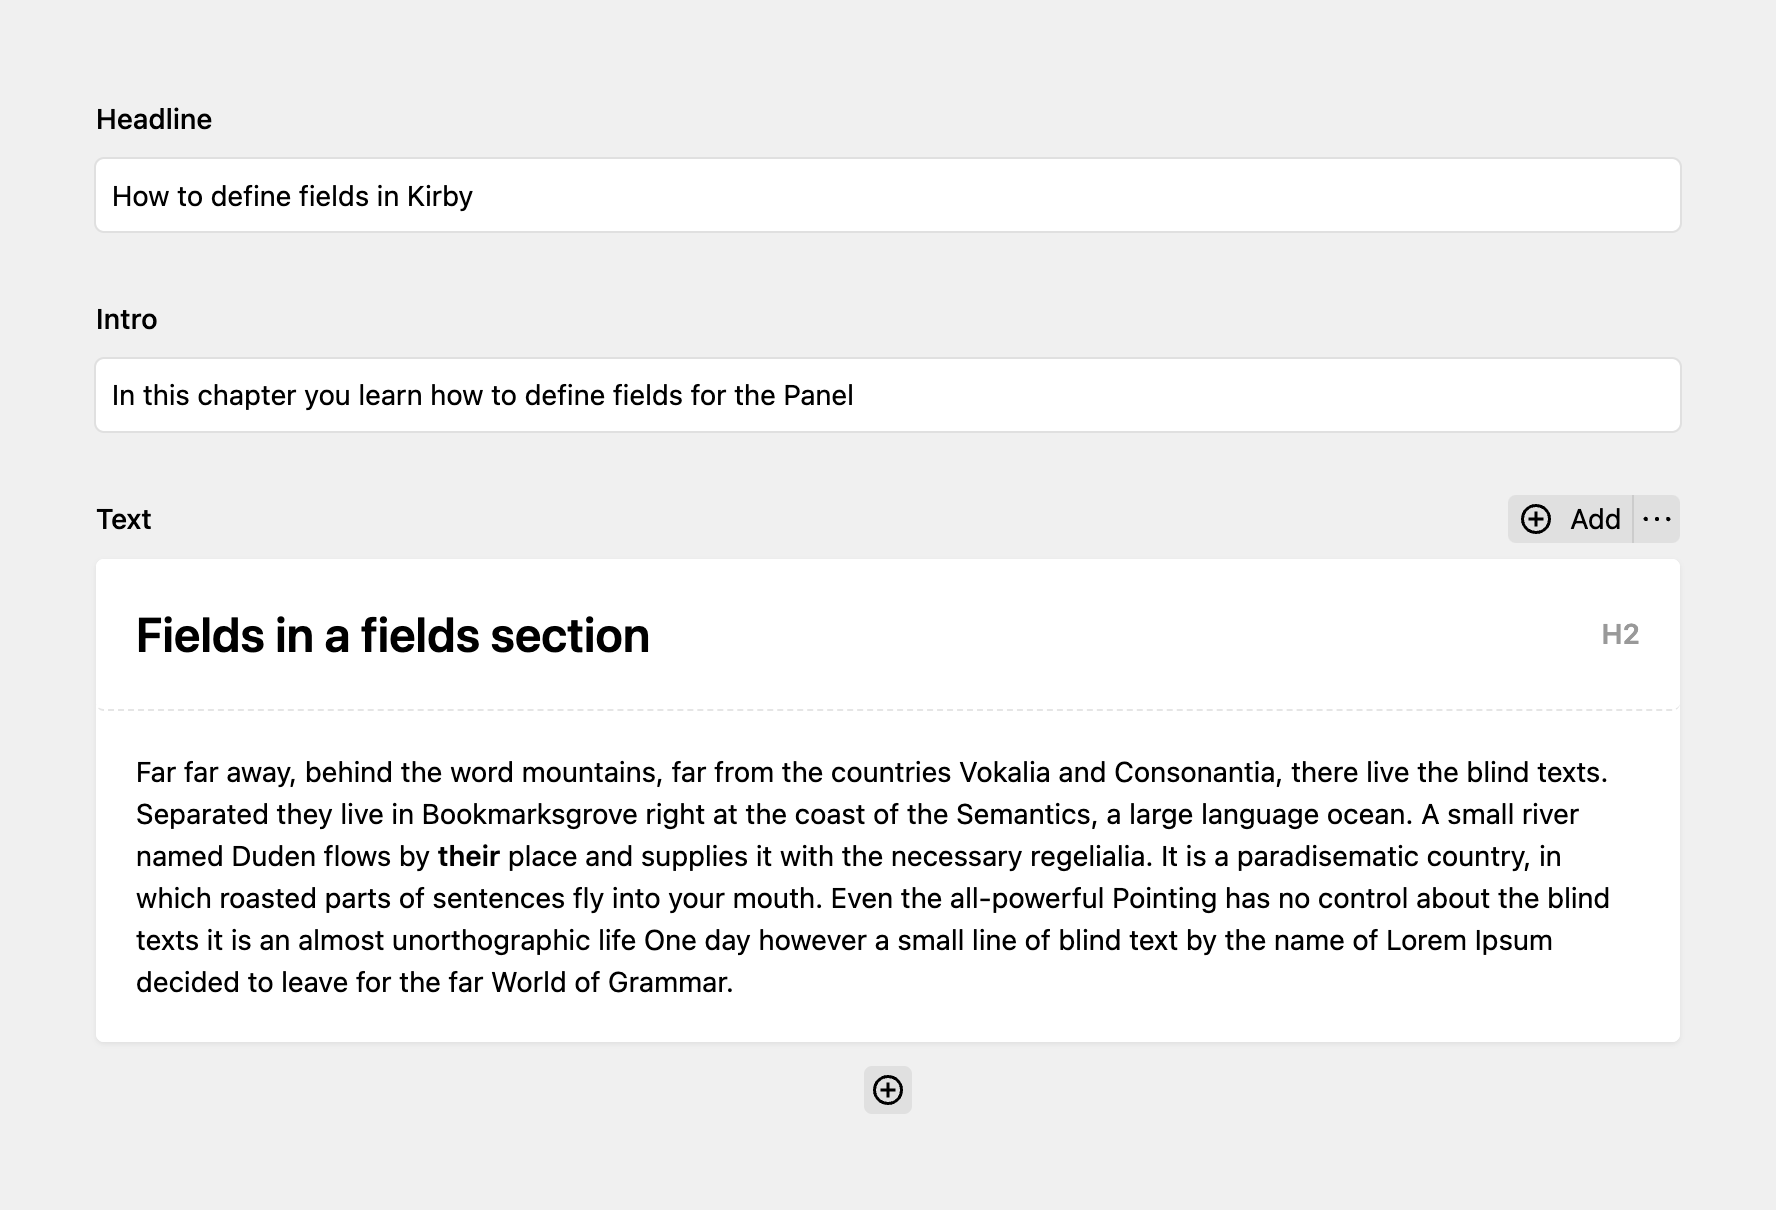 Headline
How to define fields in Kirby
Intro
In this chapter you learn how to define fields for the Panel
Text
Add ···
Fields in a fields section
H2
Far far away, behind the word mountains, far from the countries Vokalia and Consonantia, there live the blind texts.
Separated they live in Bookmarksgrove right at the coast of the Semantics, a large language ocean. A small river
named Duden flows by their place and supplies it with the necessary regelialia. It is a paradisematic country, in
which roasted parts of sentences fly into your mouth. Even the all-powerful Pointing has no control about the blind
texts it is an almost unorthographic life One day however a small line of blind text by the name of Lorem Ipsum
decided to leave for the far World of Grammar.